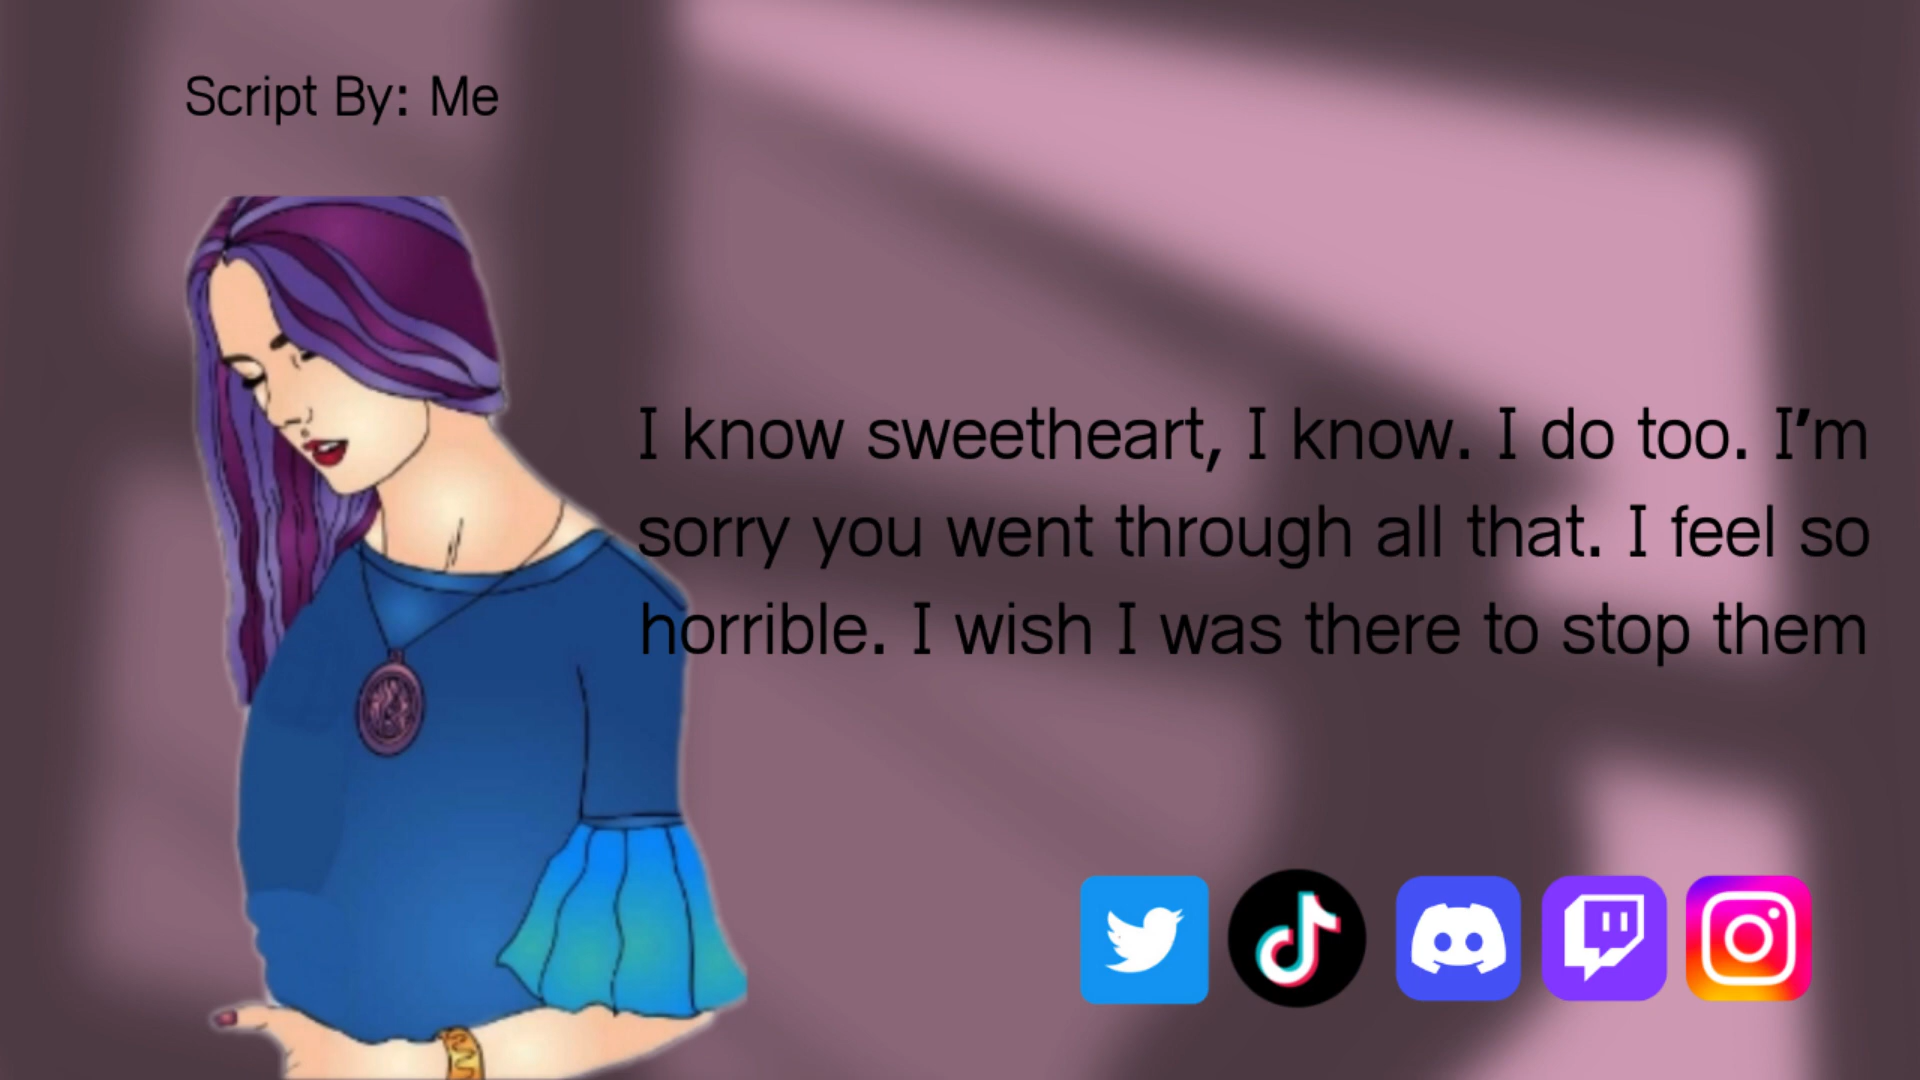 Script By: Me
I know sweetheart, I know. I do too. I'm
sorry you went through all that. I feel so
horrible. I wish I was there to stop them